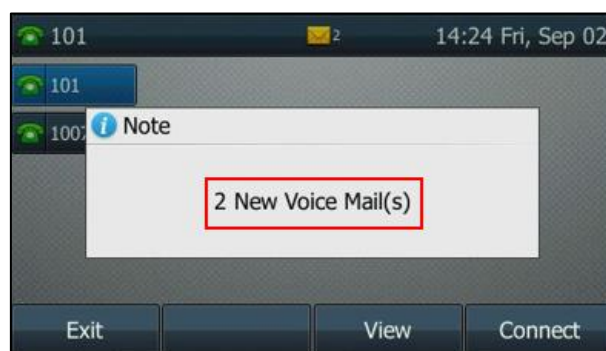 101 2 14:24 Fri, Sep 02
101
1007
Note
2 New Voice Mail(s)
Exit View Connect